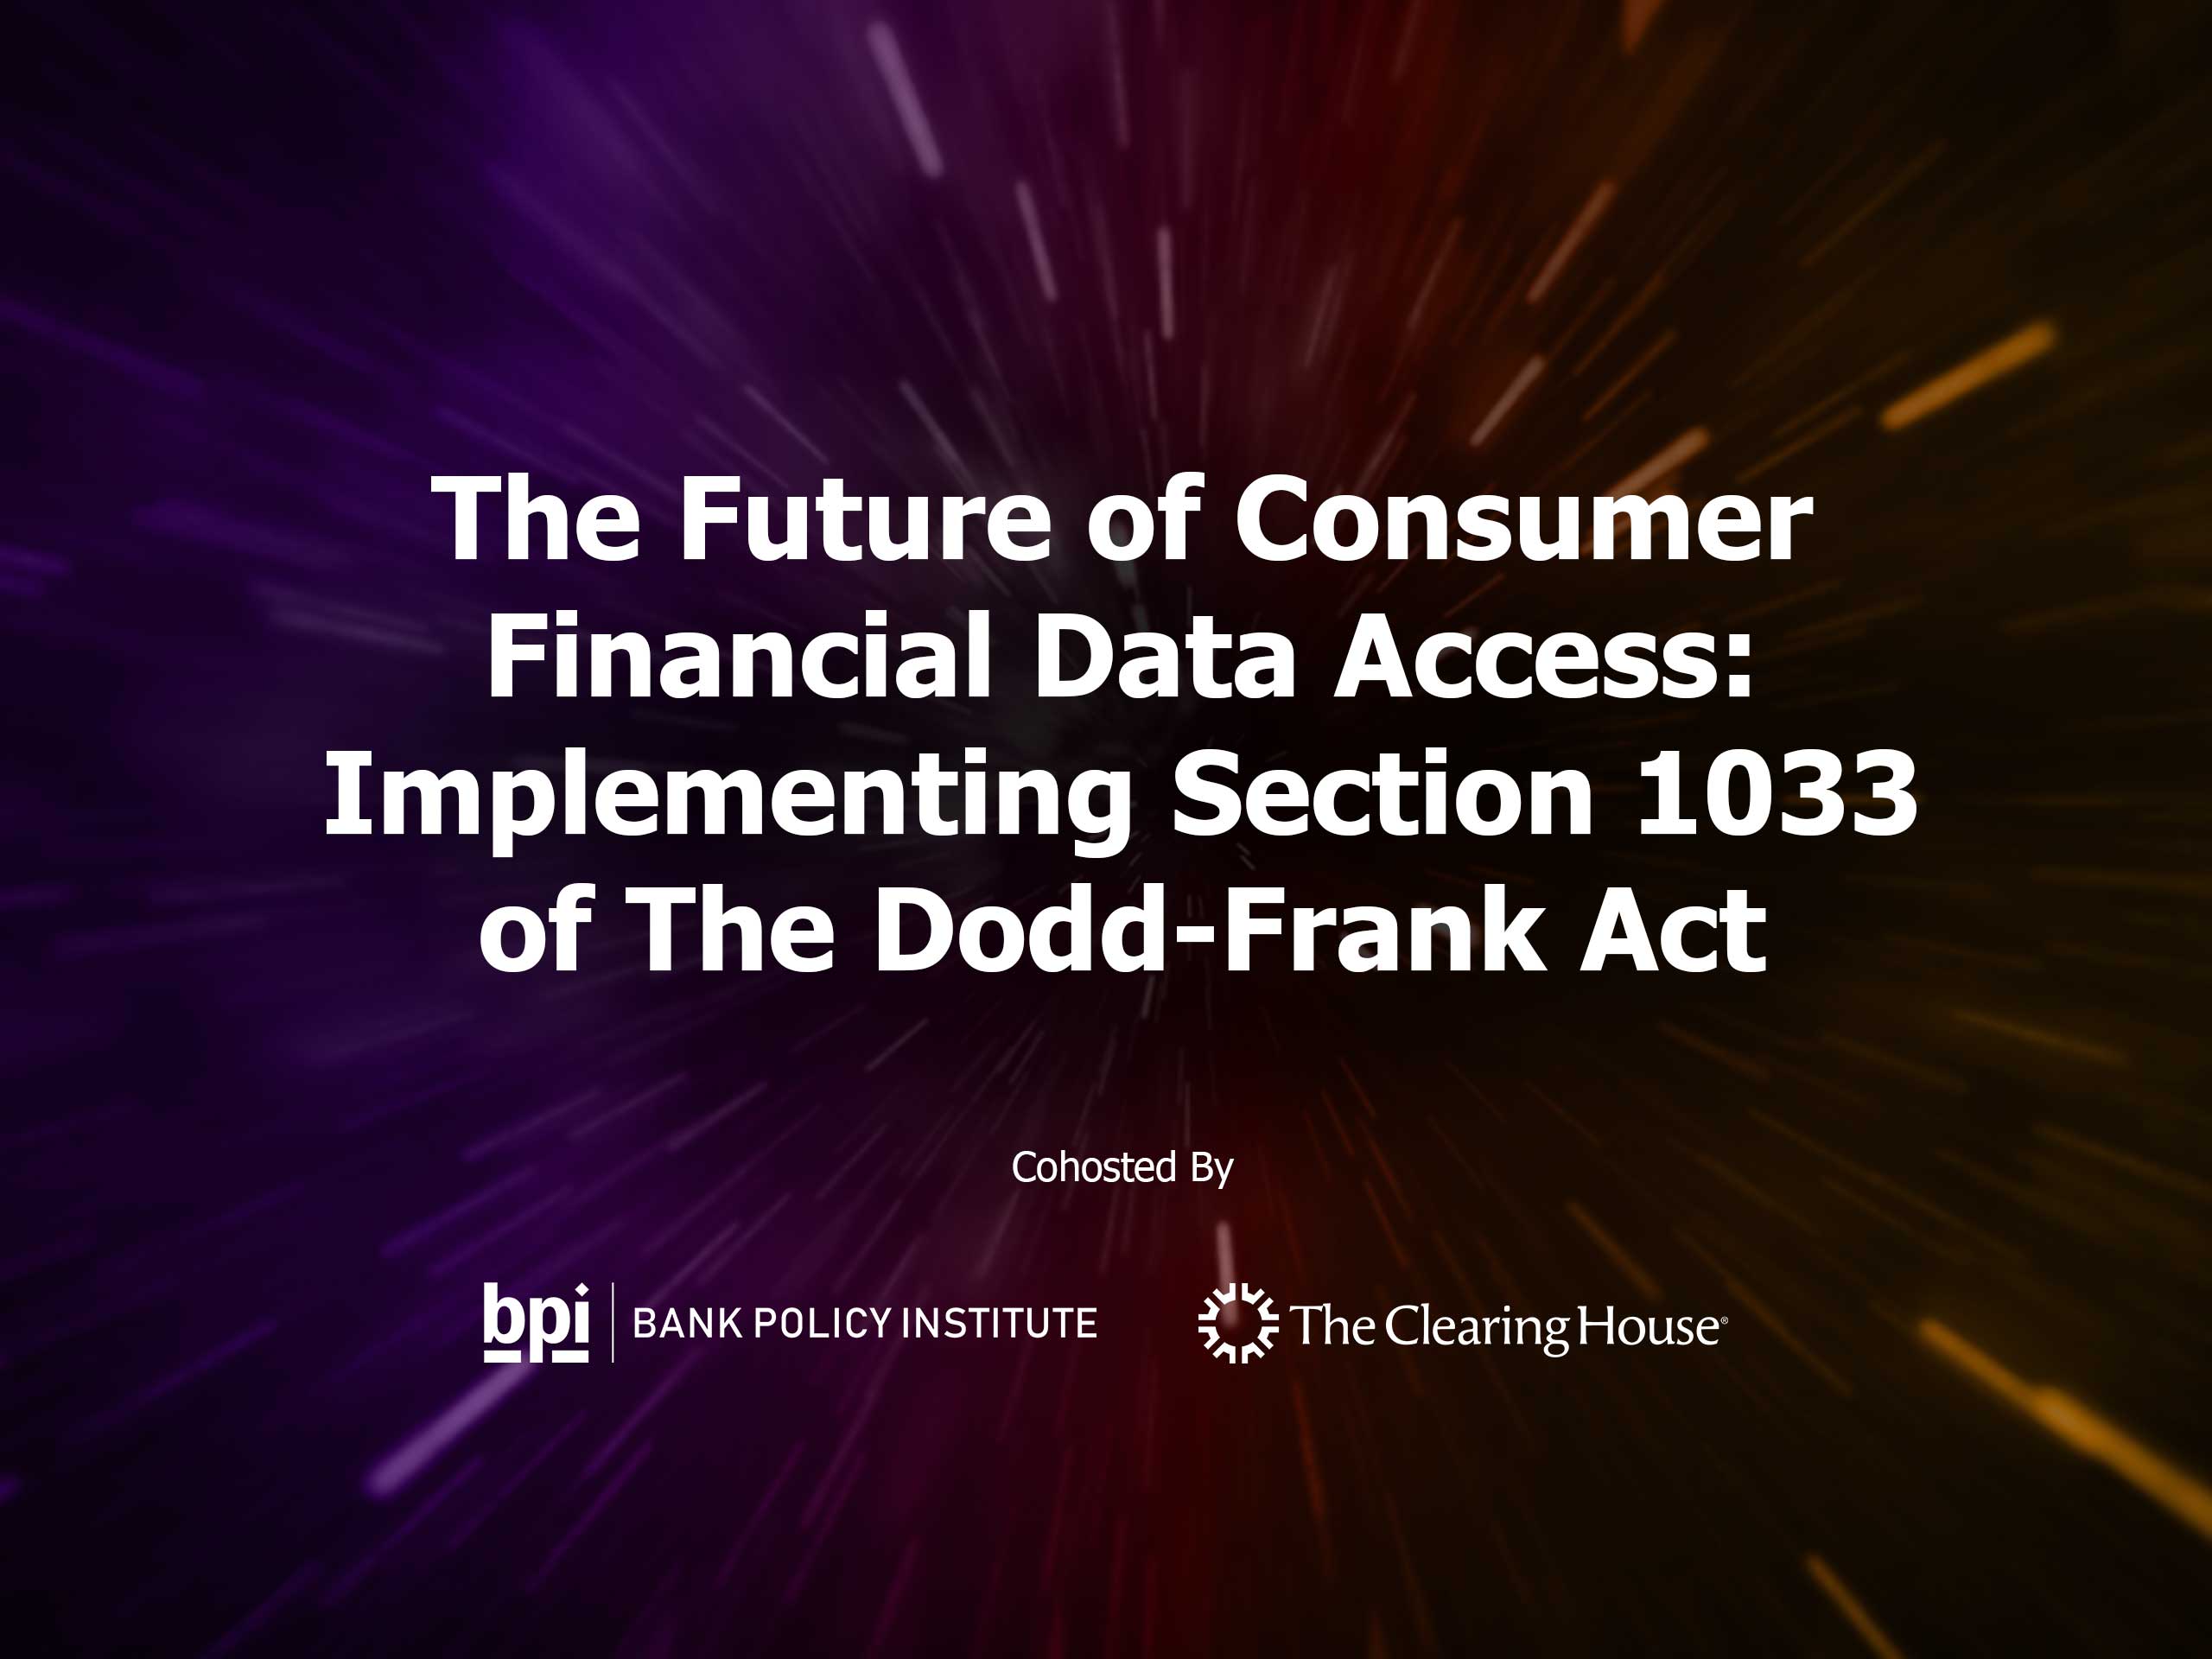 The Future of Consumer
Financial Data Access:
Implementing Section 1033
of The Dodd-Frank Act
Cohosted By
bpi BANK POLICY INSTITUTE
The Clearing House®